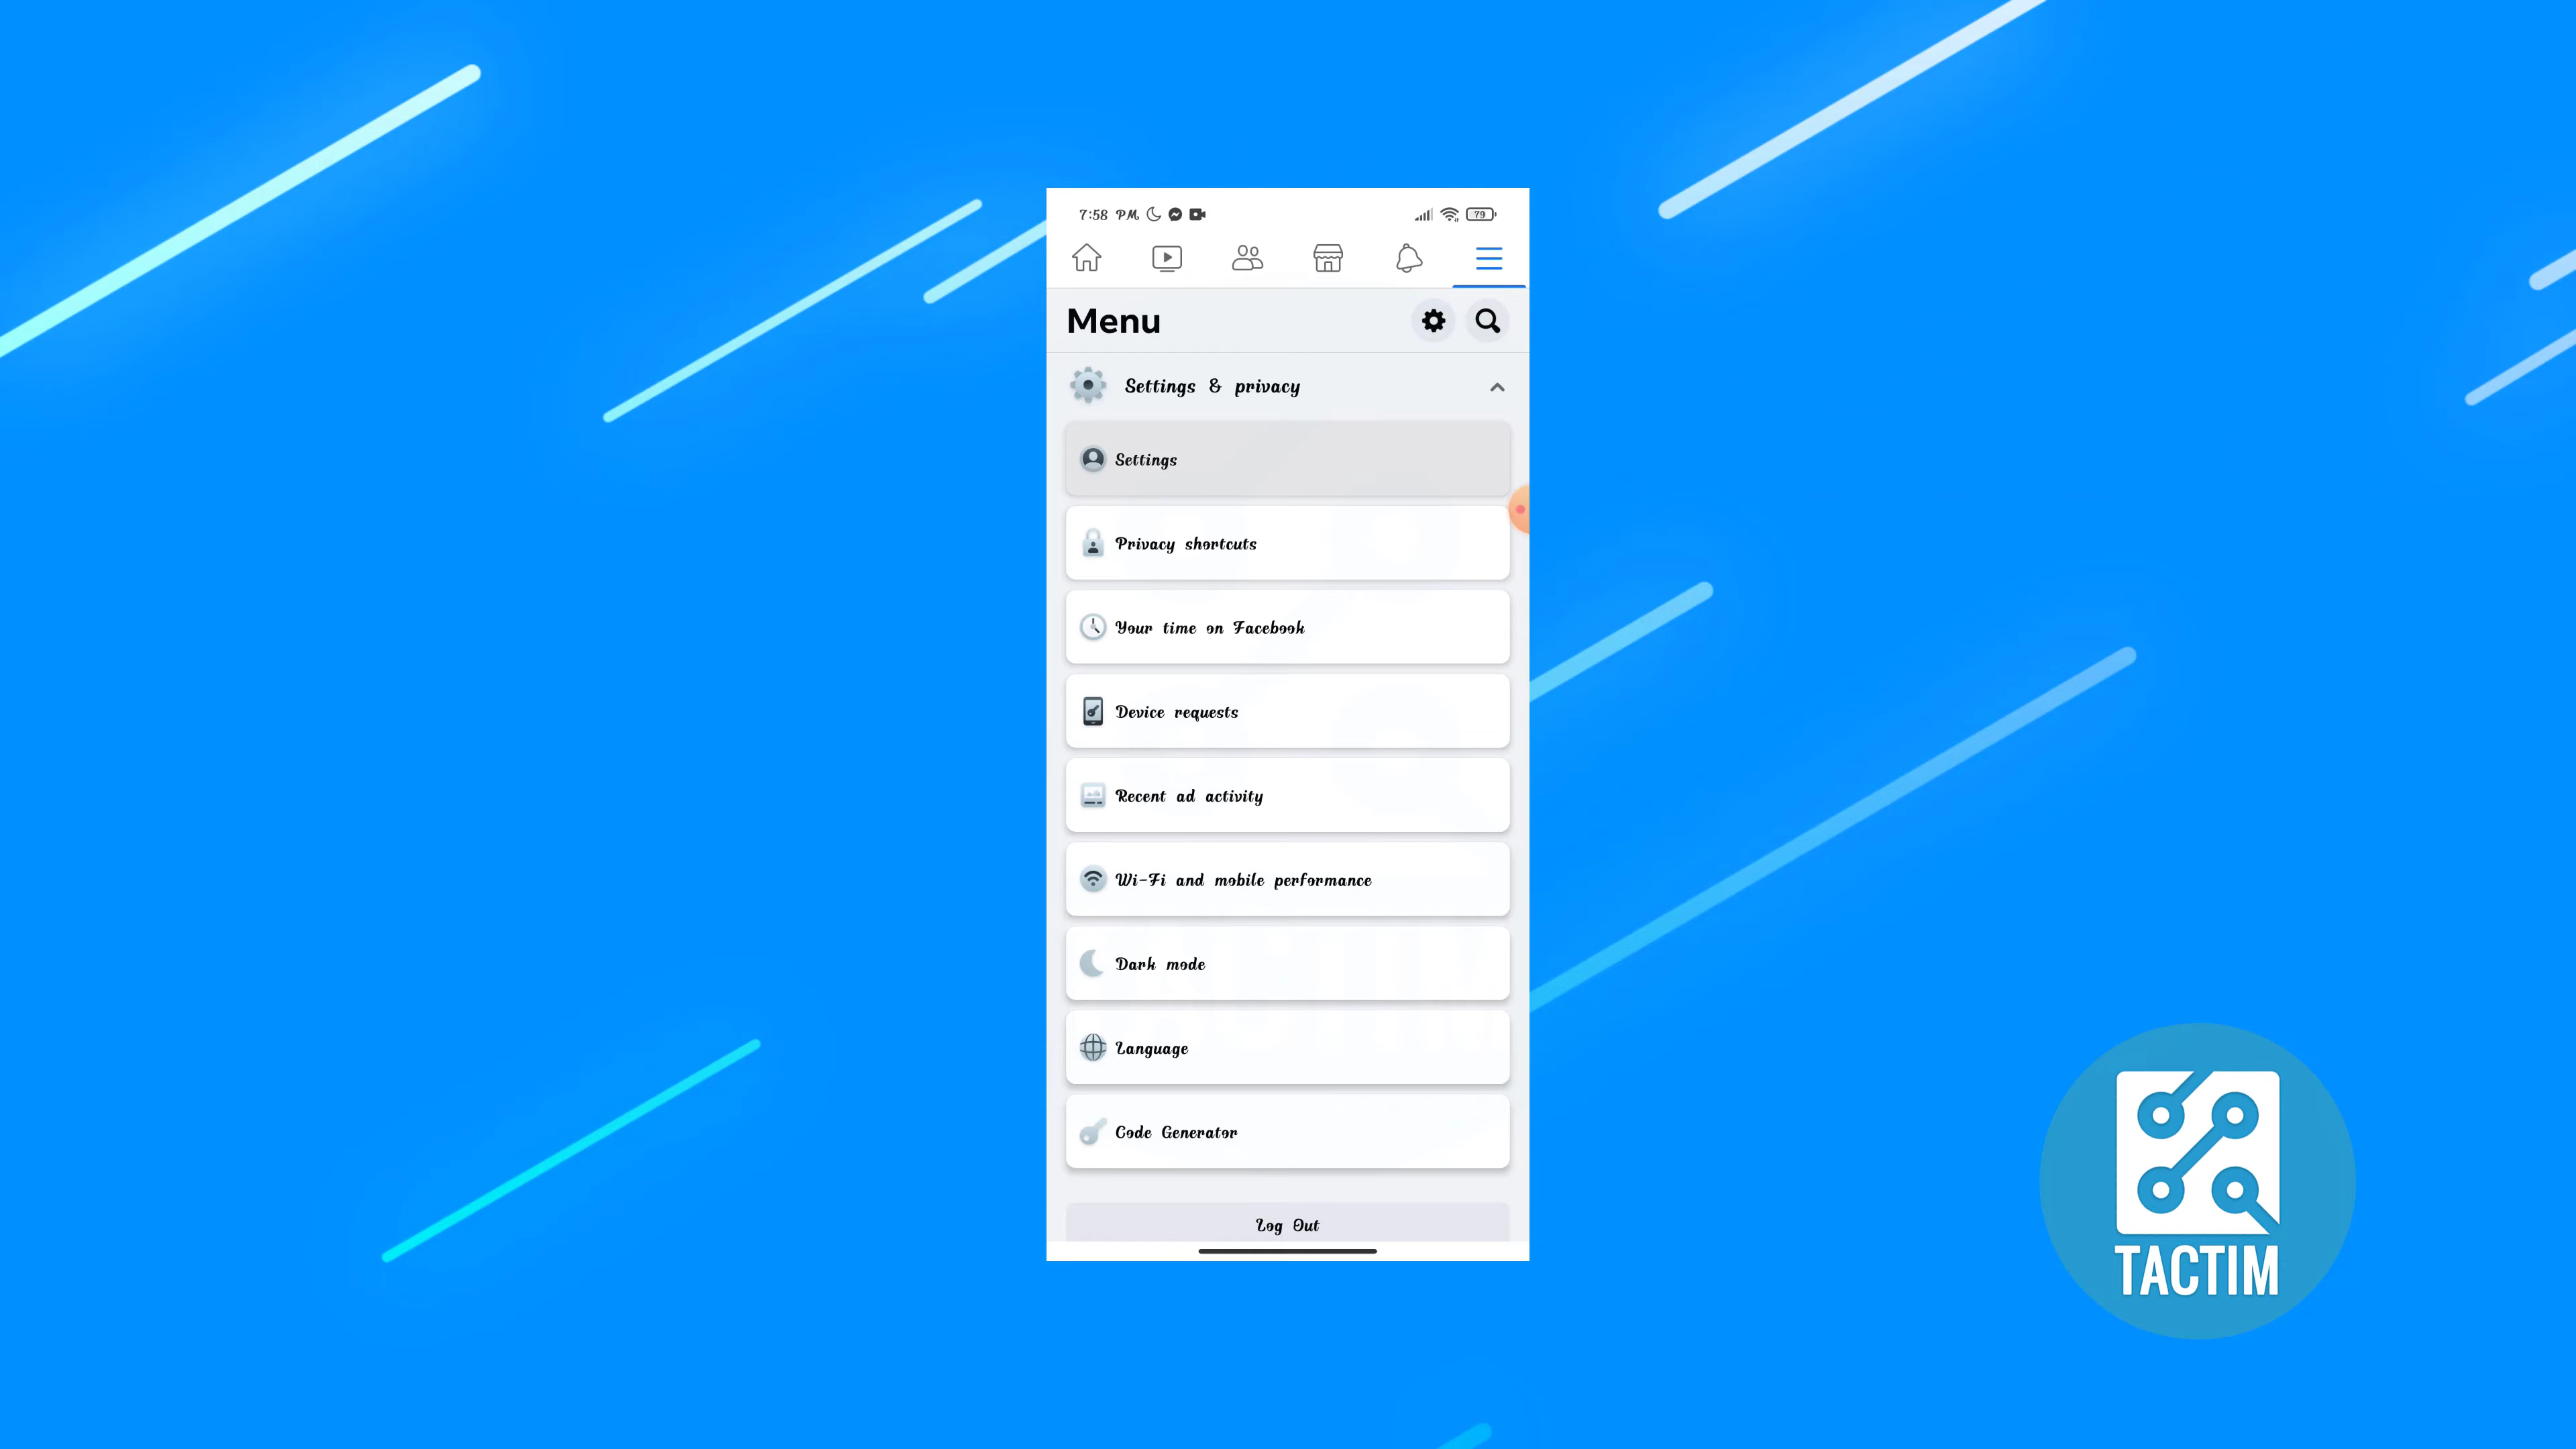 7:58 PM
79
Menu
Settings & privacy
Settings
Privacy shortcuts
Your time on Facebook
Device requests
Recent ad activity
Wi-Fi and mobile performance
Dark mode
Language
Code Generator
Log Out
TACTIM